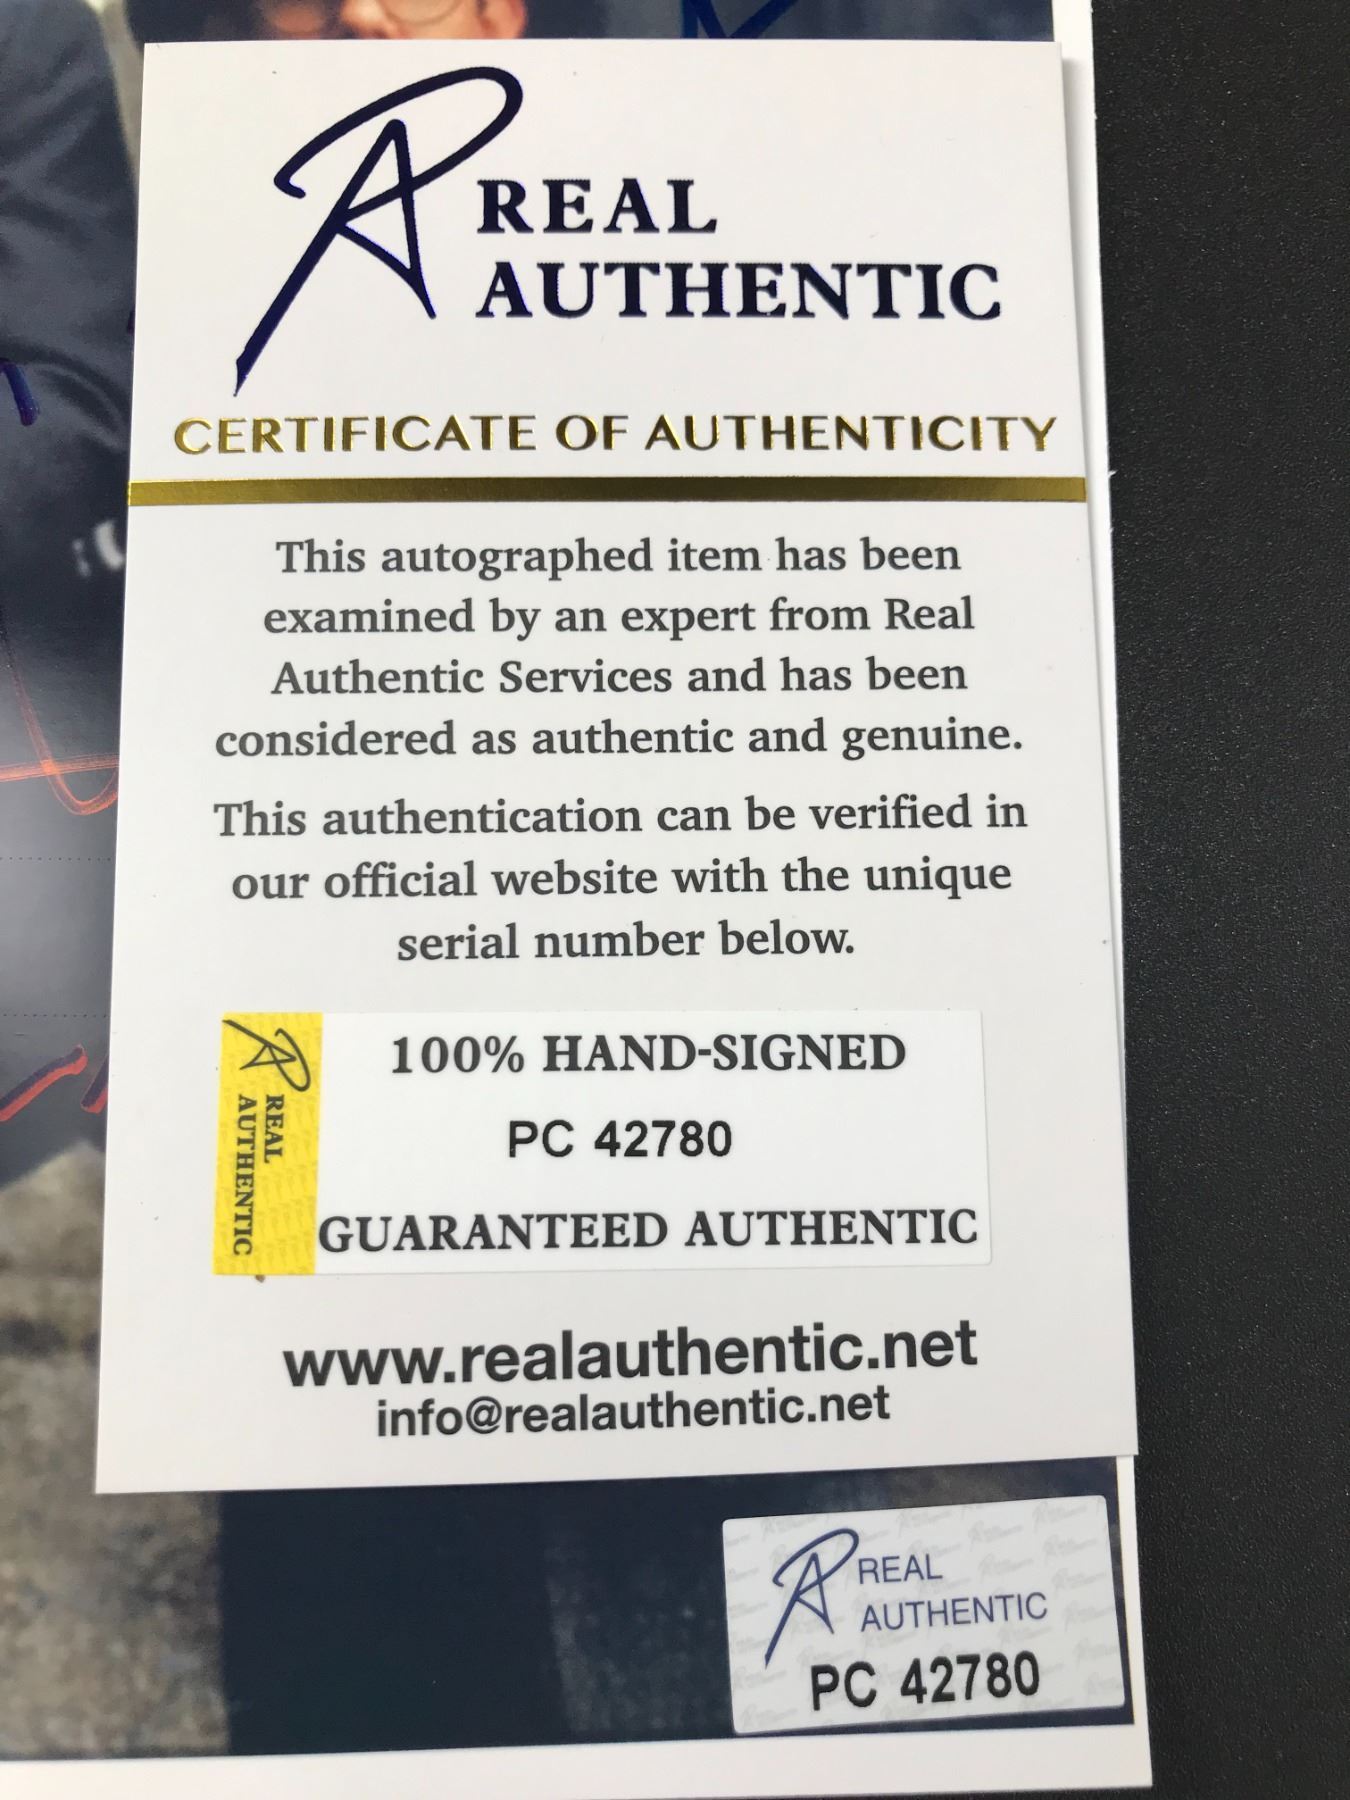 REAL
AUTHENTIC
CERTIFICATE OF AUTHENTICITY
This autographed item has been
examined by an expert from Real
Authentic Services and has been
considered as authentic and genuine.
This authentication can be verified in
our official website with the unique
serial number below.
REAL
AUTHENTIC
100% HAND-SIGNED
PC 42780
GUARANTEED AUTHENTIC
www.realauthentic.net
info@realauthentic.net
REAL
AUTHENTIC
PC 42780